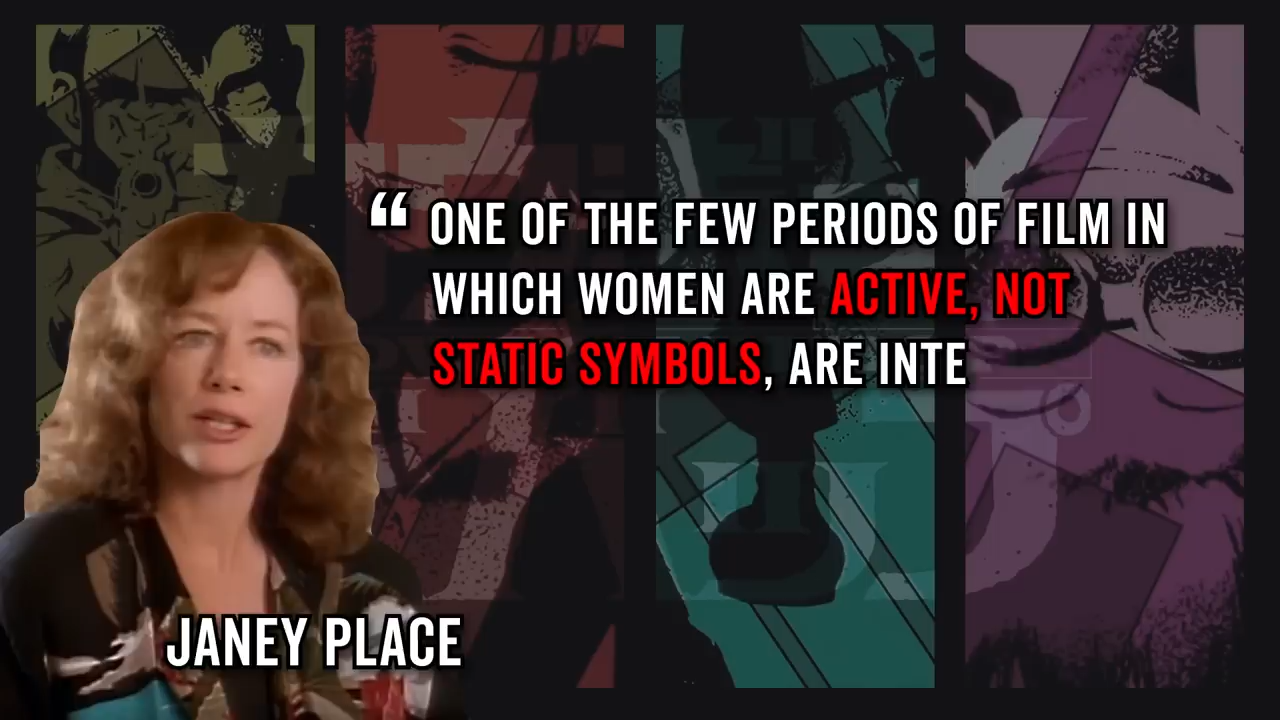 “ ONE OF THE FEW PERIODS OF FILM IN
WHICH WOMEN ARE ACTIVE, NOT
STATIC SYMBOLS, ARE INTE
JANEY PLACE